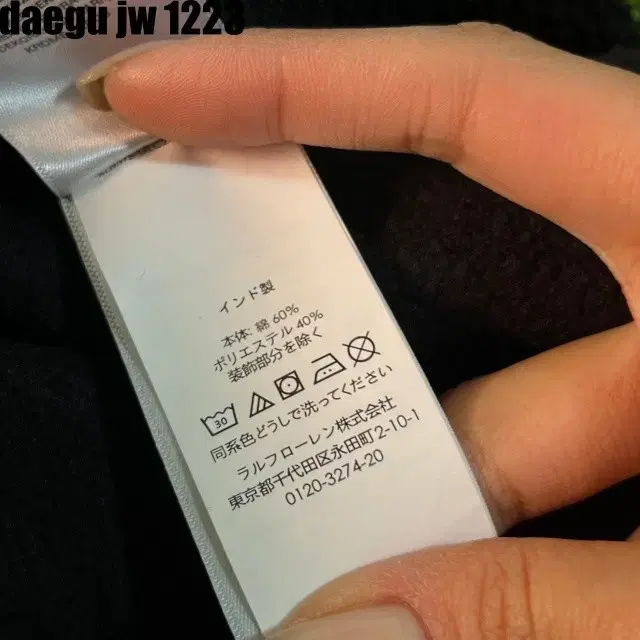 daegu jw 1223
インド製
本体: 綿 60%
ポリエステル 40%
装飾部分を除く
30
同系色どうしで洗ってください
ラルフローレン株式会社
東京都千代田区永田町2-10-1
0120-3274-20